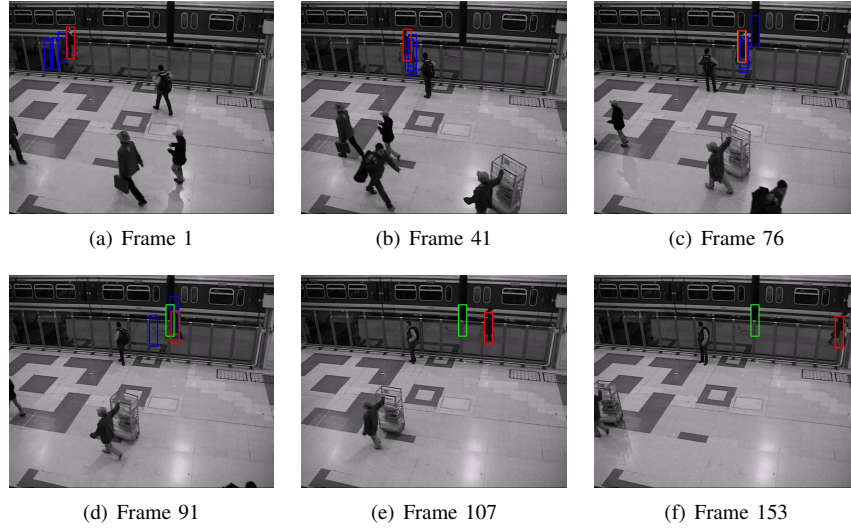 (a) Frame 1
(b) Frame 41
(c) Frame 76
(d) Frame 91
(e) Frame 107
(f) Frame 153